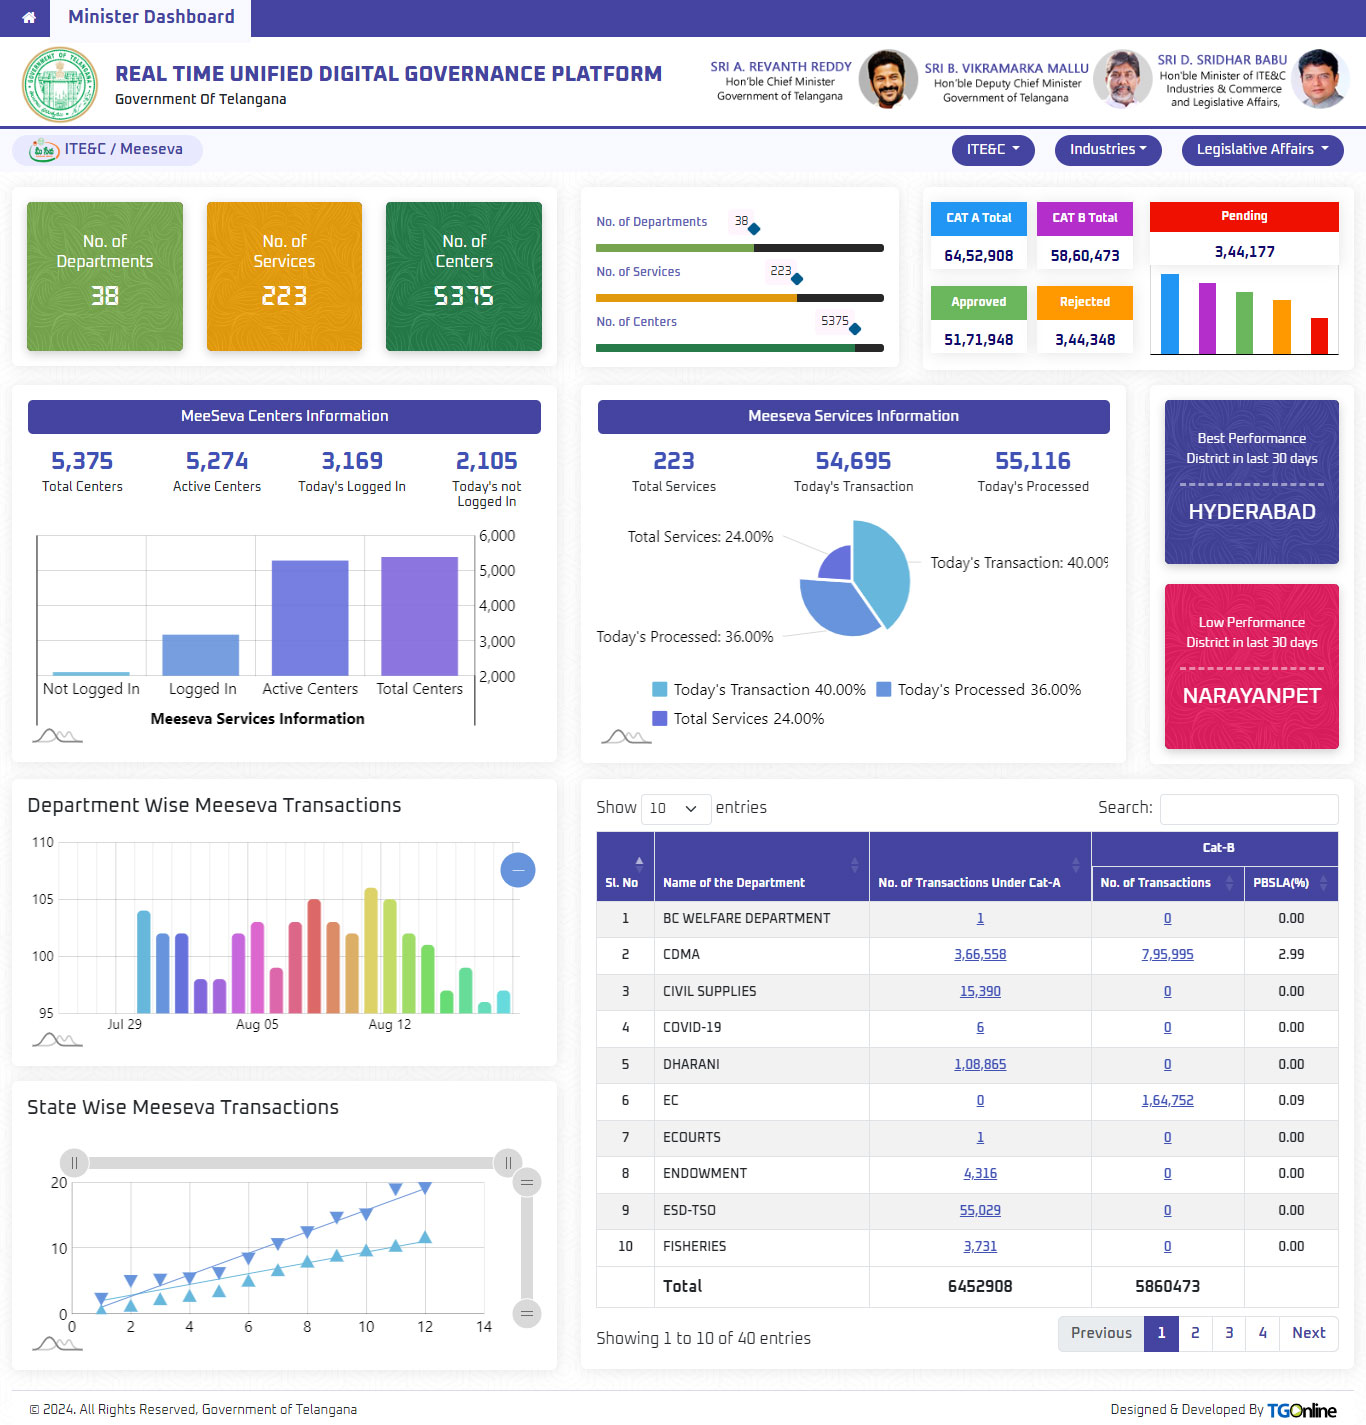 Minister Dashboard
REAL TIME UNIFIED DIGITAL GOVERNANCE PLATFORM
Government Of Telangana
SRI A. REVANTH REDDY
Hon'ble Chief Minister
Government of Telangana
SRI B. VIKRAMARKA MALLU
Hon'ble Deputy Chief Minister
Government of Telangana
SRI D. SRIDHAR BABU
Hon'ble Minister of ITE&C
Industries & Commerce
and Legislative Affairs,
ITE&C / Meeseva
ITE&C
Industries
Legislative Affairs
No. of
Departments
38
No. of
Services
223
No. of
Centers
5375
No. of Departments 38
No. of Services 223
No. of Centers 5375
CAT A Total
64,52,908
CAT B Total
58,60,473
Approved
51,71,948
Rejected
3,44,348
Pending
3,44,177
MeeSeva Centers Information
5,375
Total Centers
5,274
Active Centers
3,169
Today's Logged In
2,105
Today's not
Logged In
6,000
5,000
4,000
3,000
2,000
Not Logged In Logged In Active Centers Total Centers
Meeseva Services Information
Meeseva Services Information
223
Total Services
54,695
Today's Transaction
55,116
Today's Processed
Total Services: 24.00%
Today's Transaction: 40.00%
Today's Processed: 36.00%
Today's Transaction 40.00% Today's Processed 36.00%
Total Services 24.00%
Best Performance
District in last 30 days
HYDERABAD
Low Performance
District in last 30 days
NARAYANPET
Department Wise Meeseva Transactions
110
105
100
95
Jul 29 Aug 05 Aug 12
State Wise Meeseva Transactions
20
10
0
0 2 4 6 8 10 12 14
Show 10 entries Search:
Cat-B
Sl. No Name of the Department No. of Transactions Under Cat-A No. of Transactions PBSLA(%)
1 BC WELFARE DEPARTMENT 1 0 0.00
2 CDMA 3,66,558 7,95,995 2.99
3 CIVIL SUPPLIES 15,390 0 0.00
4 COVID-19 6 0 0.00
5 DHARANI 1,08,865 0 0.00
6 EC 0 1,64,752 0.09
7 ECOURTS 1 0 0.00
8 ENDOWMENT 4,316 0 0.00
9 ESD-TSO 55,029 0 0.00
10 FISHERIES 3,731 0 0.00
Total 6452908 5860473
Showing 1 to 10 of 40 entries
Previous 1 2 3 4 Next
© 2024. All Rights Reserved, Government of Telangana
Designed & Developed By TGOnline